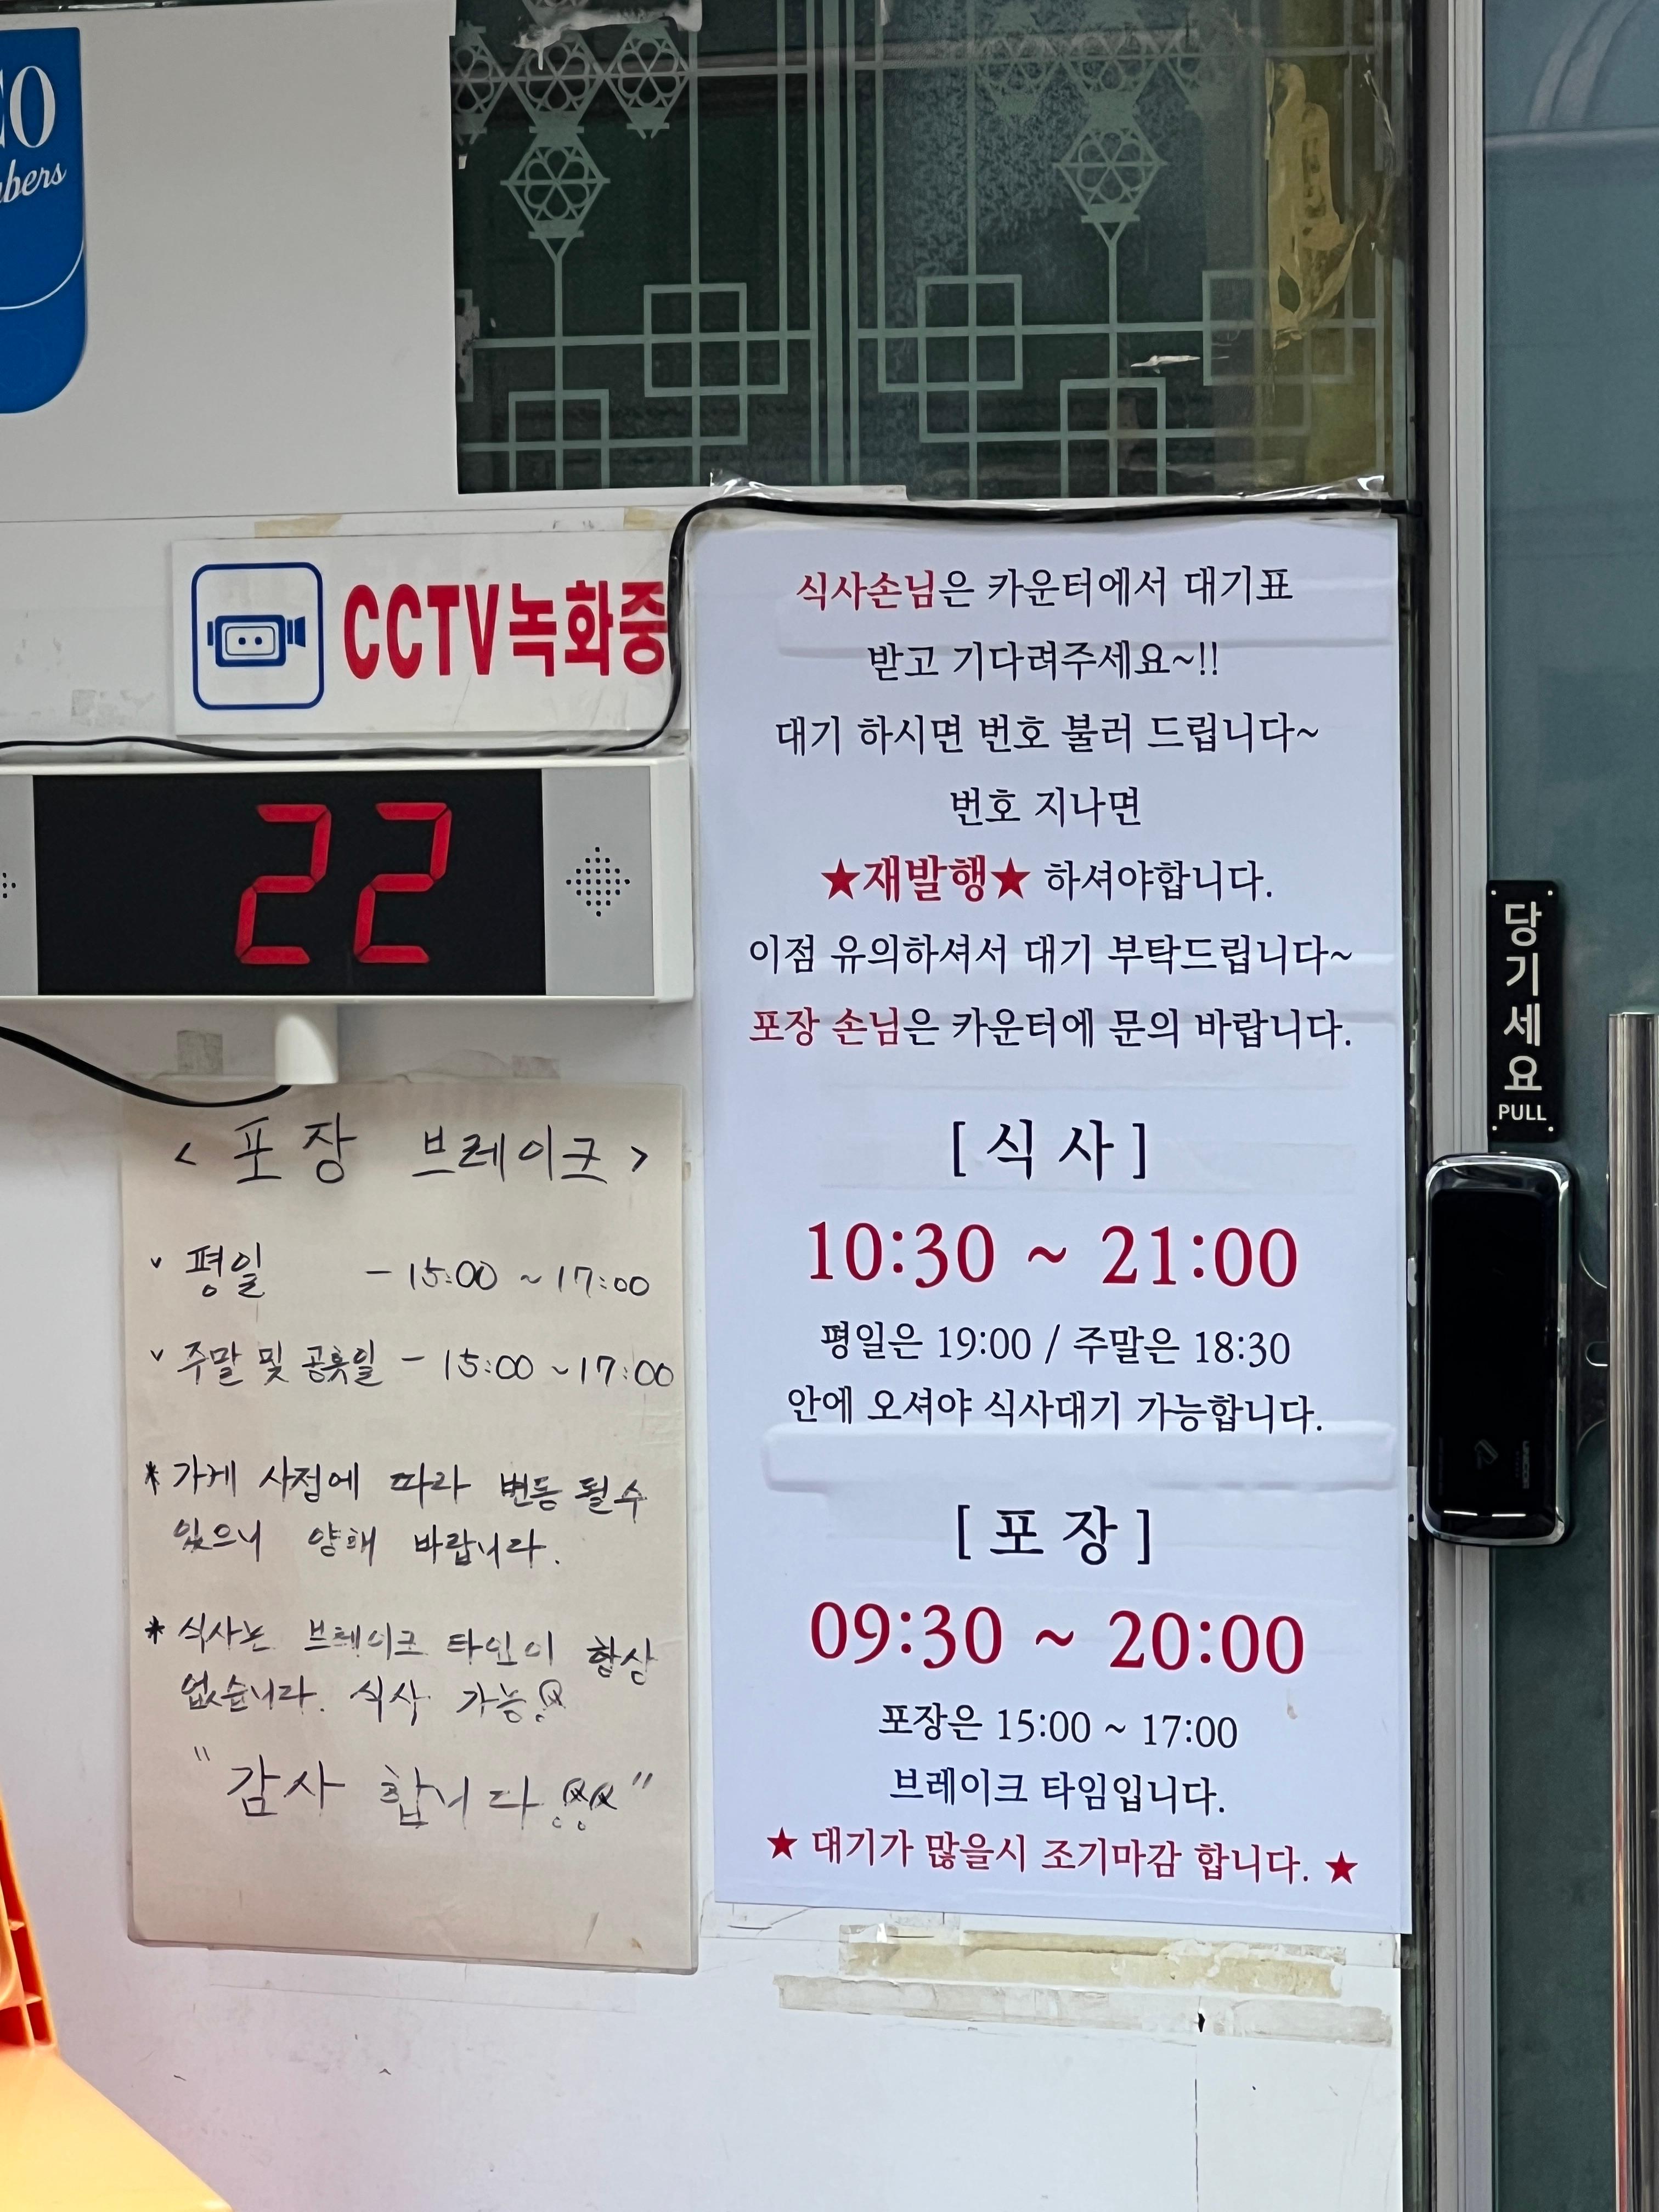 CO
bers
CCTV녹화중
22
식사손님은 카운터에서 대기표
받고 기다려주세요~!!
대기 하시면 번호 불러 드립니다~
번호 지나면
★재발행★ 하셔야합니다.
이점 유의하셔서 대기 부탁드립니다~
포장 손님은 카운터에 문의 바랍니다.
[ 식 사 ]
10:30 ~ 21:00
평일은 19:00 / 주말은 18:30
안에 오셔야 식사대기 가능합니다.
[ 포 장 ]
09:30 ~ 20:00
포장은 15:00 ~ 17:00
브레이크 타임입니다.
★ 대기가 많을시 조기마감 합니다. ★
< 포장 브레이크 >
ˇ 평일 - 15:00 ~ 17:00
ˇ 주말 및 공휴일 - 15:00 ~ 17:00
* 가게 사정에 따라 변동 될수
있으니 양해 바랍니다.
* 식사는 브레이크 타임이 항상
없습니다. 식사 가능!
" 감사 합니다!! "
당기세요
PULL